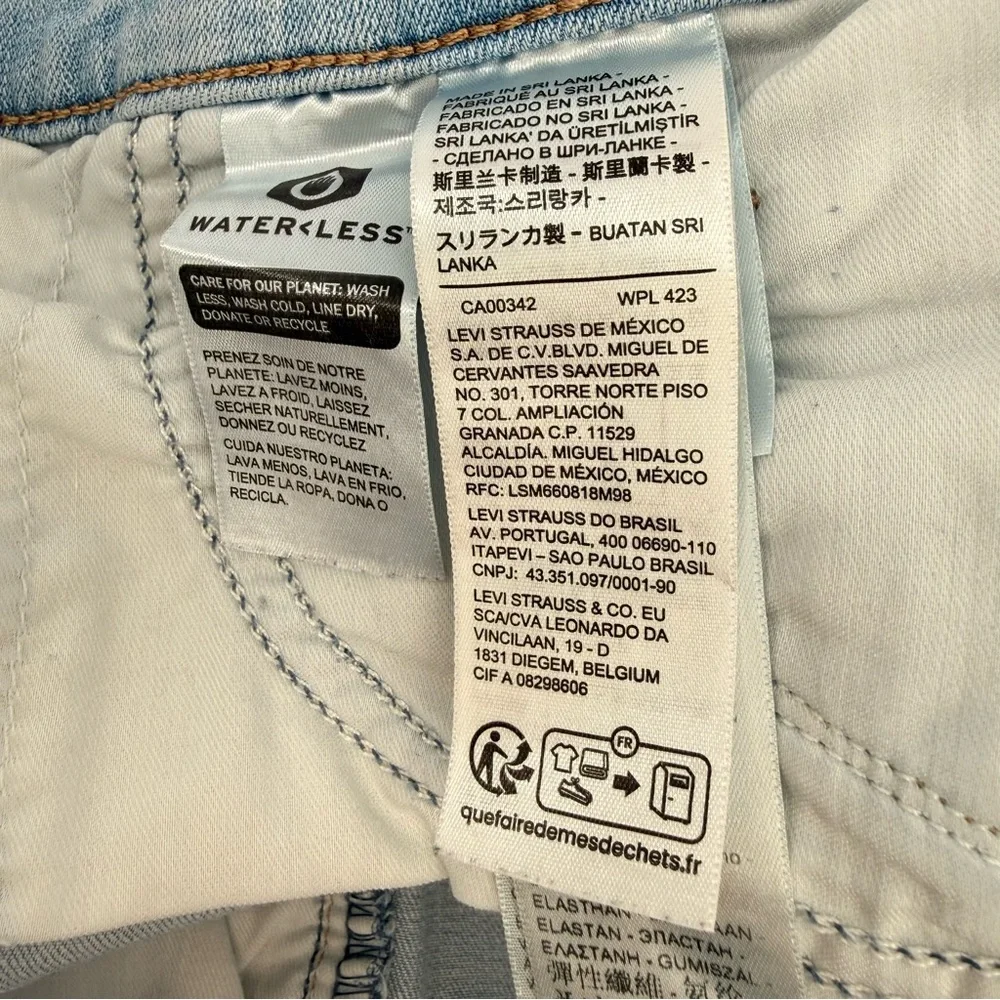 WATER<LESS™
CARE FOR OUR PLANET: WASH
LESS, WASH COLD, LINE DRY,
DONATE OR RECYCLE
PRENEZ SOIN DE NOTRE
PLANETE: LAVEZ MOINS,
LAVEZ A FROID, LAISSEZ
SECHER NATURELLEMENT,
DONNEZ OU RECYCLEZ
CUIDA NUESTRO PLANETA:
LAVA MENOS, LAVA EN FRIO,
TIENDE LA ROPA, DONA O
RECICLA.
MADE IN SRI LANKA -
FABRIQUÉ AU SRI LANKA -
FABRICADO EN SRI LANKA -
FABRICADO NO SRI LANKA -
SRİ LANKA' DA ÜRETİLMİŞTİR
- СДЕЛАНО В ШРИ-ЛАНКЕ -
斯里兰卡制造 - 斯里蘭卡製 -
제조국:스리랑카 -
スリランカ製 - BUATAN SRI
LANKA
CA00342 WPL 423
LEVI STRAUSS DE MÉXICO
S.A. DE C.V.BLVD. MIGUEL DE
CERVANTES SAAVEDRA
NO. 301, TORRE NORTE PISO
7 COL. AMPLIACIÓN
GRANADA C.P. 11529
ALCALDÍA. MIGUEL HIDALGO
CIUDAD DE MÉXICO, MÉXICO
RFC: LSM660818M98
LEVI STRAUSS DO BRASIL
AV. PORTUGAL, 400 06690-110
ITAPEVI – SAO PAULO BRASIL
CNPJ: 43.351.097/0001-90
LEVI STRAUSS & CO. EU
SCA/CVA LEONARDO DA
VINCILAAN, 19 - D
1831 DIEGEM, BELGIUM
CIF A 08298606
FR
quefairedemesdechets.fr
ELASTHAN
ELASTAN - ЭЛАСТАН -
ΕΛΑΣΤΑΝΗ - GUMISZAL
彈性纖維 -